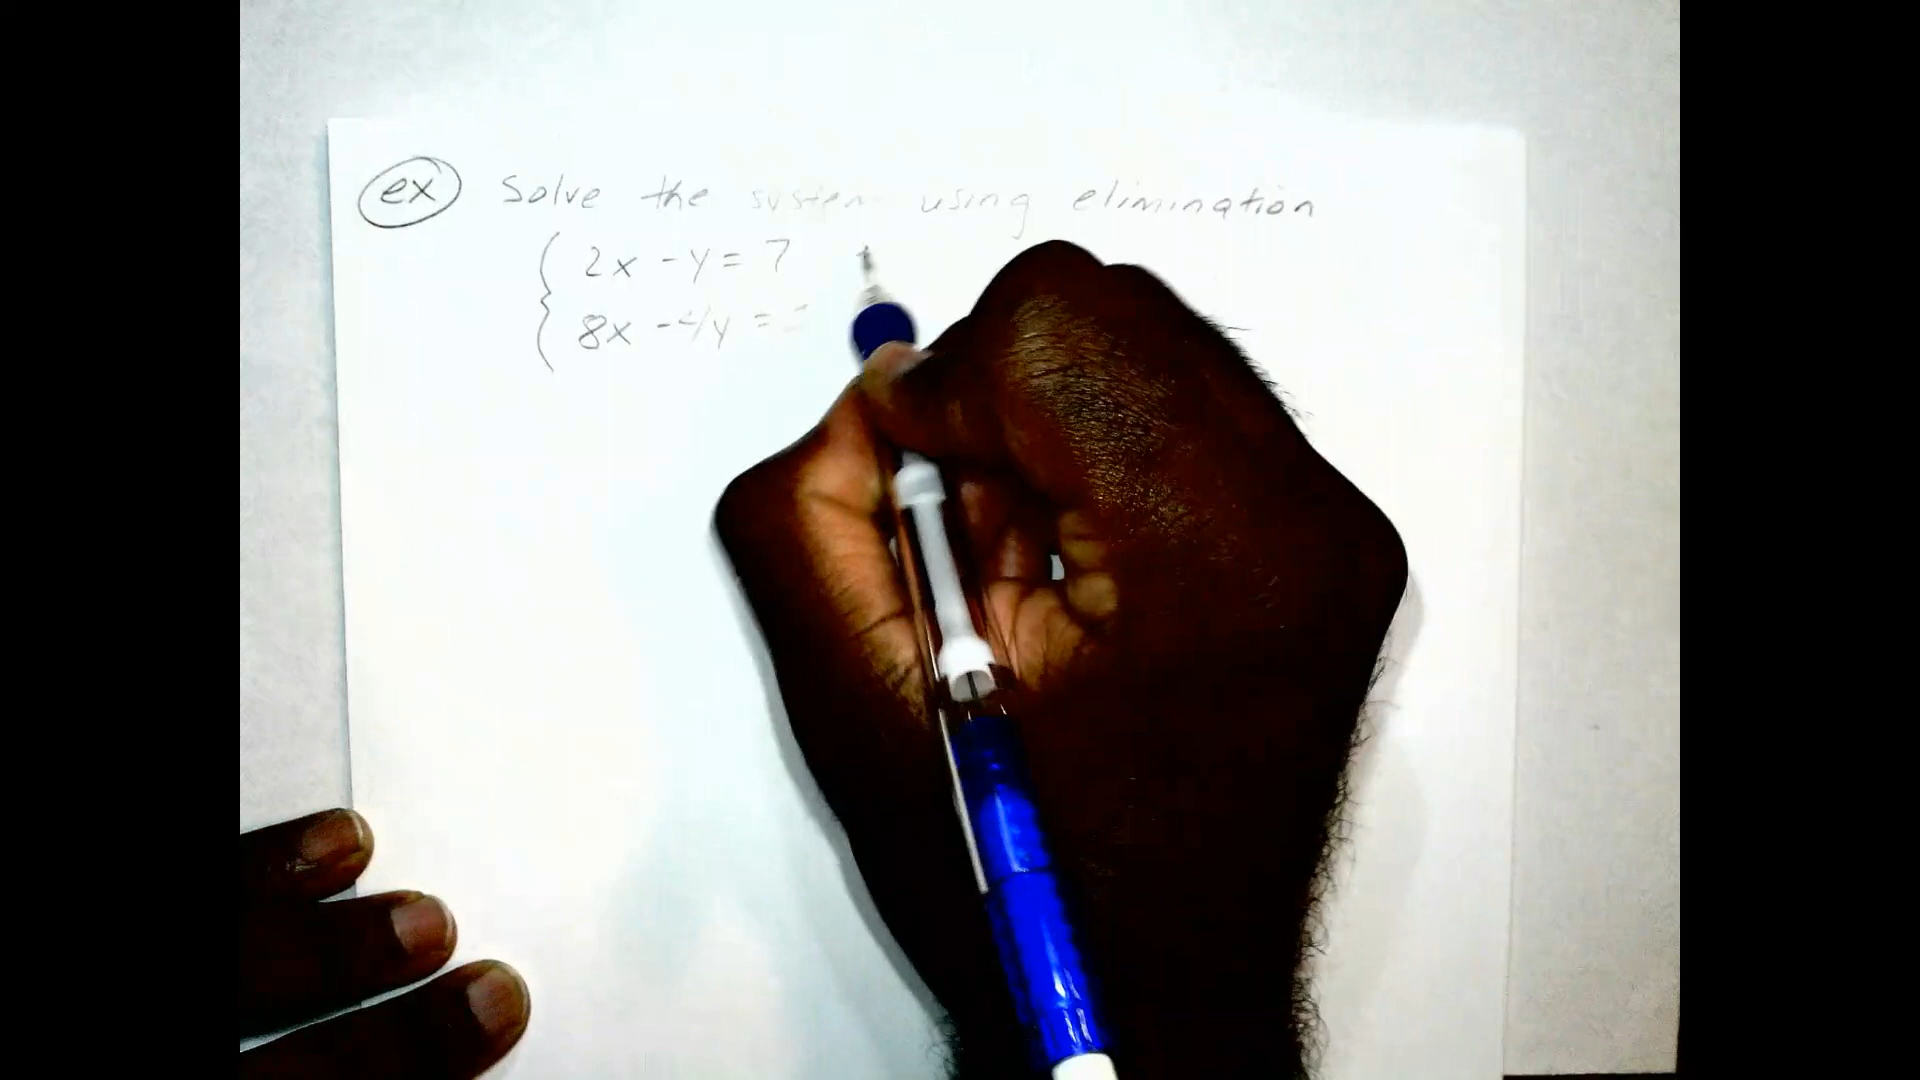 ex Solve the system using elimination
2x - y = 7
8x - 4y =